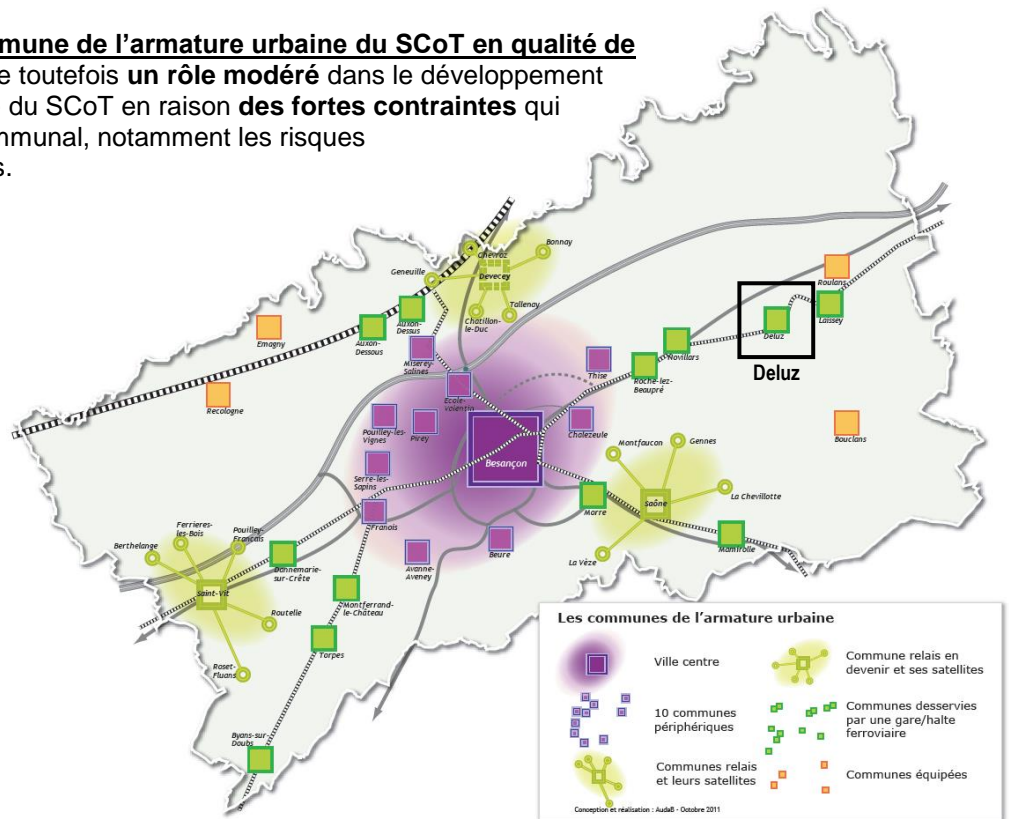 mmune de l’armature urbaine du SCoT en qualité de
e toutefois un rôle modéré dans le développement
du SCoT en raison des fortes contraintes qui
ommunal, notamment les risques
s.
Chevroz
Bonnay
Geneuille
Devecey
Tallenay
Chatillon-
le-Duc
Auxon-
Dessus
Auxon-
Dessous
Emagny
Recologne
Miserey-
Salines
Ecole-
Valentin
Pouilley-les-
Vignes
Pirey
Serre-les-
Sapins
Franois
Avanne-
Aveney
Beure
Besançon
Thise
Chalezeule
Roche-lez-
Beaupré
Novillars
Deluz
Deluz
Laissey
Roulans
Bouclans
Montfaucon
Gennes
Saône
La Chevillotte
Morre
La Vèze
Mamirolle
Ferrieres-
les-Bois
Pouilley-
Français
Berthelange
Saint-Vit
Dannemarie-
sur-Crête
Routelle
Roset-
Fluans
Montferrand-
le-Château
Torpes
Byans-sur-
Doubs
Les communes de l’armature urbaine
Ville centre
Commune relais en
devenir et ses satellites
10 communes
périphériques
Communes desservies
par une gare/halte
ferroviaire
Communes relais
et leurs satellites
Communes équipées
Conception et réalisation : AudaB - Octobre 2011